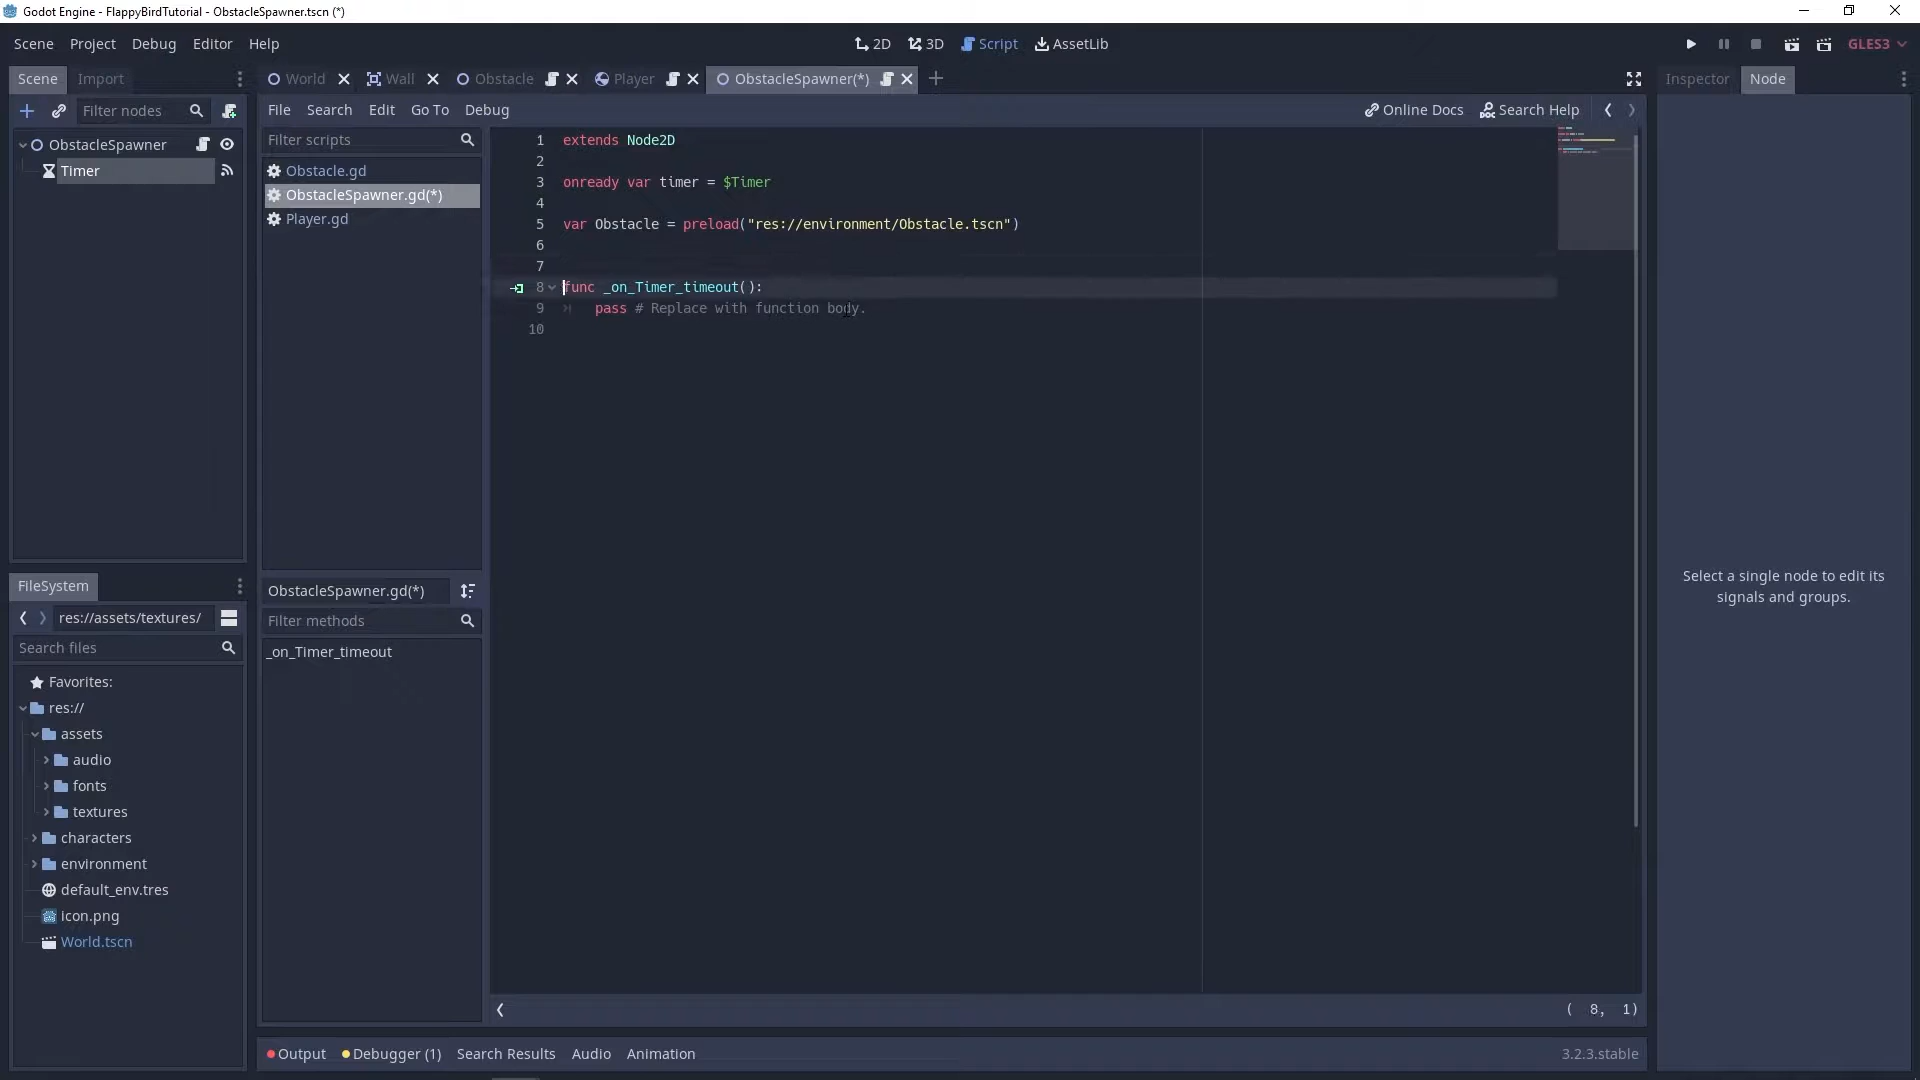 Godot Engine - FlappyBirdTutorial - ObstacleSpawner.tscn (*)
Scene Project Debug Editor Help
2D 3D Script AssetLib
GLES3
Scene Import
World Wall Obstacle Player ObstacleSpawner(*)
Inspector Node
Filter nodes
File Search Edit Go To Debug
Online Docs Search Help
ObstacleSpawner
Timer
Filter scripts
Obstacle.gd
ObstacleSpawner.gd(*)
Player.gd
1 extends Node2D
2
3 onready var timer = $Timer
4
5 var Obstacle = preload("res://environment/Obstacle.tscn")
6
7
8 func _on_Timer_timeout():
9 pass # Replace with function body.
10
Select a single node to edit its
signals and groups.
ObstacleSpawner.gd(*)
Filter methods
_on_Timer_timeout
FileSystem
res://assets/textures/
Search files
Favorites:
res://
assets
audio
fonts
textures
characters
environment
default_env.tres
icon.png
World.tscn
( 8, 1)
Output Debugger (1) Search Results Audio Animation
3.2.3.stable